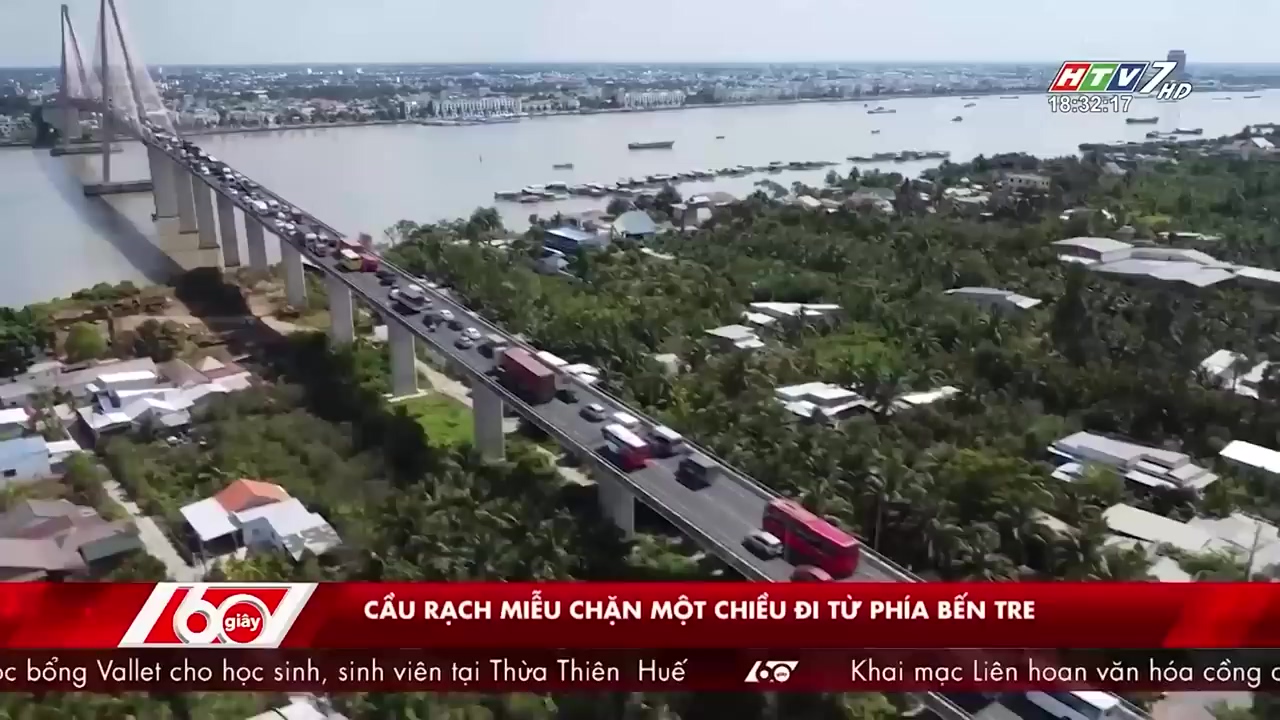 HTV7 HD
18:32:17
60 giây
CẦU RẠCH MIỄU CHẶN MỘT CHIỀU ĐI TỪ PHÍA BẾN TRE
bổng Vallet cho học sinh, sinh viên tại Thừa Thiên Huế 60 Khai mạc Liên hoan văn hóa cồng